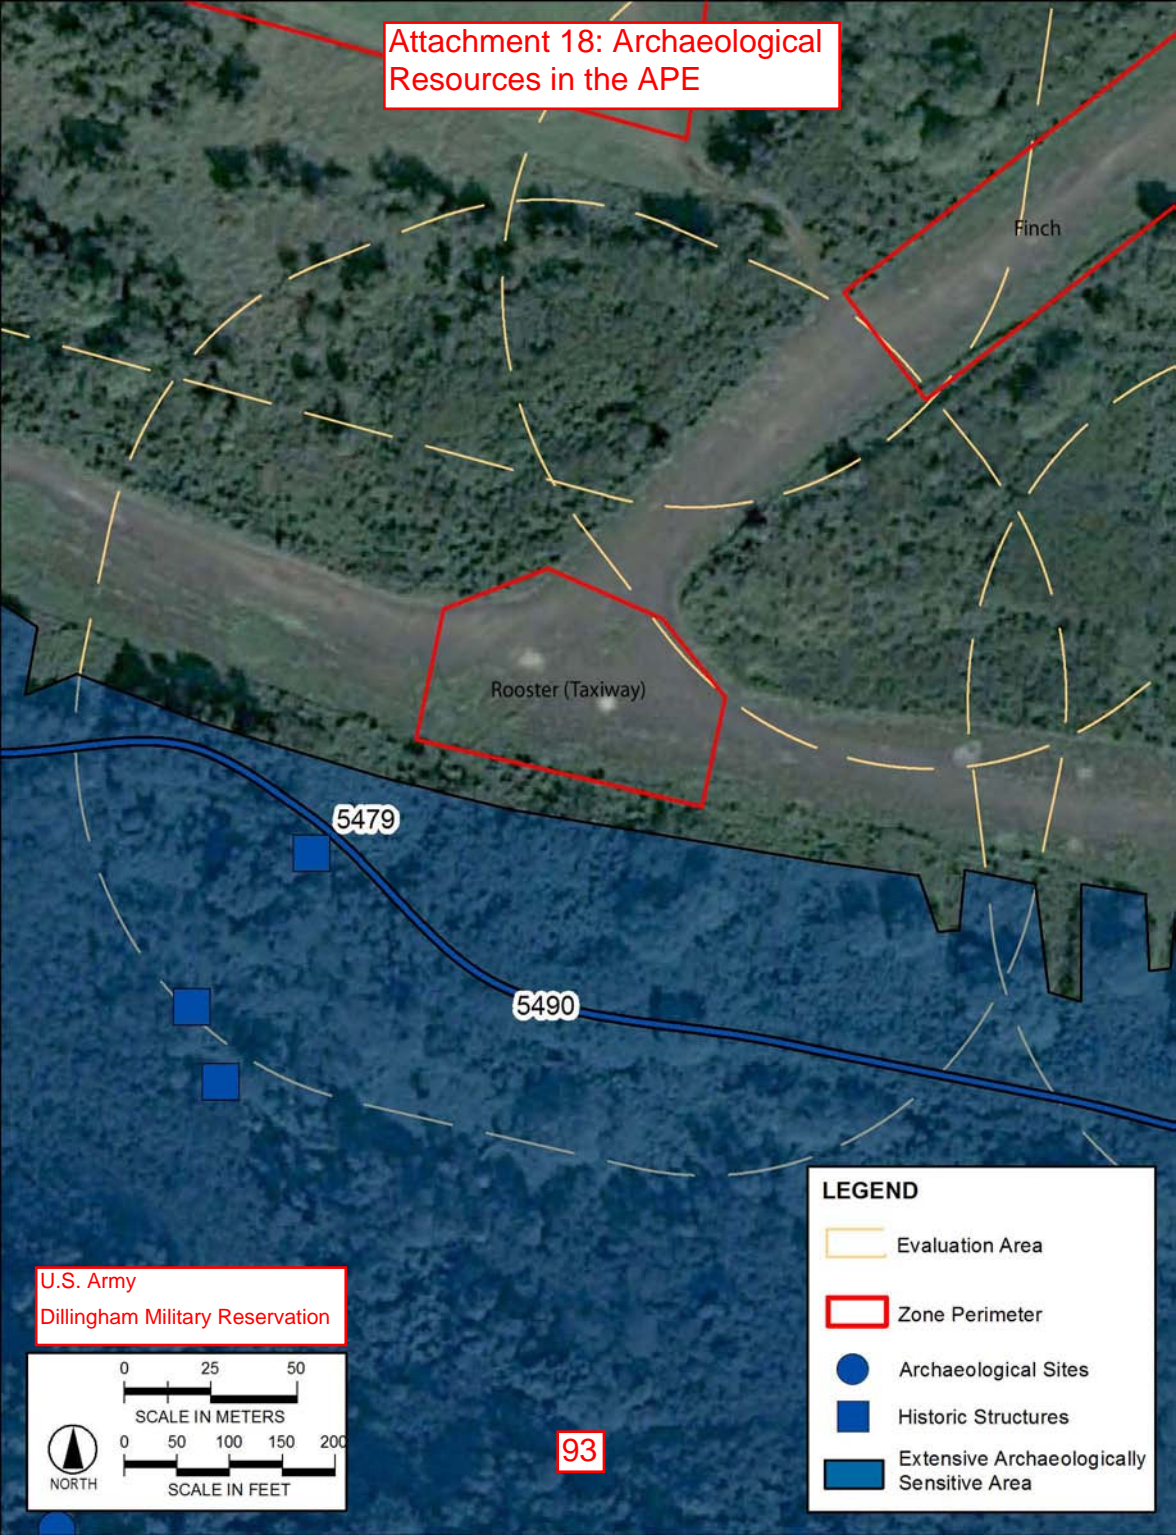 Attachment 18: Archaeological
Resources in the APE
Finch
Rooster (Taxiway)
5479
5490
LEGEND
Evaluation Area
Zone Perimeter
Archaeological Sites
Historic Structures
Extensive Archaeologically
Sensitive Area
U.S. Army
Dillingham Military Reservation
0 25 50
SCALE IN METERS
0 50 100 150 200
SCALE IN FEET
NORTH
93